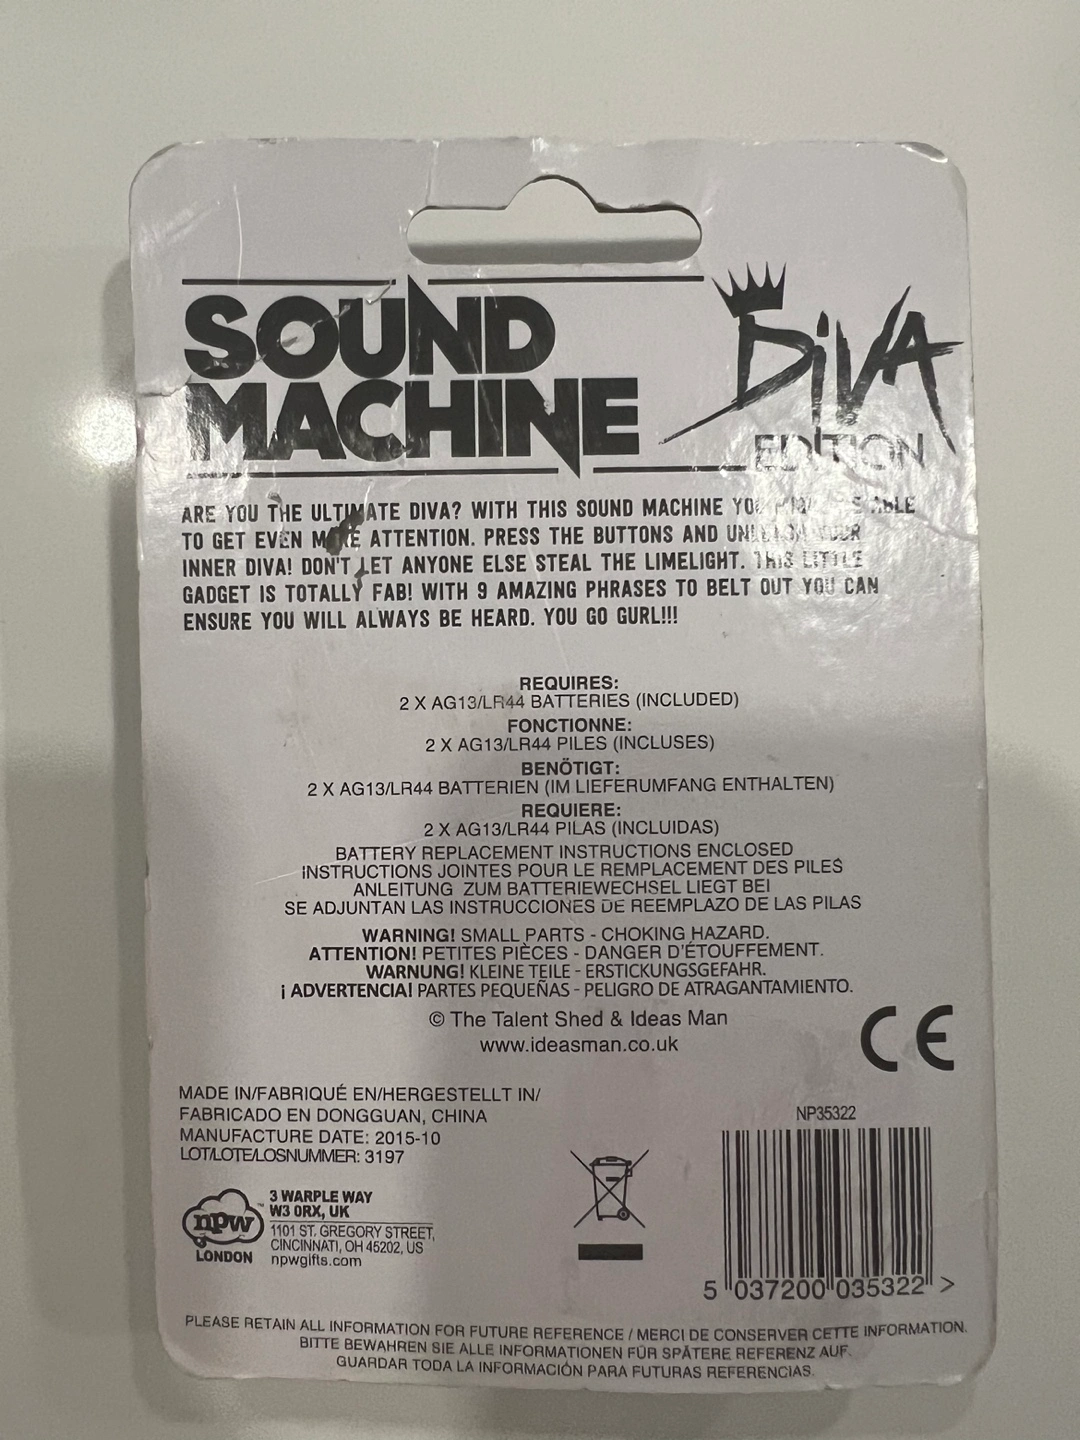 SOUND
MACHINE
DiVA
EDITION
ARE YOU THE ULTIMATE DIVA? WITH THIS SOUND MACHINE YOU ABLE
TO GET EVEN ATTENTION. PRESS THE BUTTONS AND YOUR
INNER DIVA! DON'T LET ANYONE ELSE STEAL THE LIMELIGHT. THIS LITTLE
GADGET IS TOTALLY FAB! WITH 9 AMAZING PHRASES TO BELT OUT YOU CAN
ENSURE YOU WILL ALWAYS BE HEARD. YOU GO GURL!!!
REQUIRES:
2 X AG13/LR44 BATTERIES (INCLUDED)
FONCTIONNE:
2 X AG13/LR44 PILES (INCLUSES)
BENÖTIGT:
2 X AG13/LR44 BATTERIEN (IM LIEFERUMFANG ENTHALTEN)
REQUIERE:
2 X AG13/LR44 PILAS (INCLUIDAS)
BATTERY REPLACEMENT INSTRUCTIONS ENCLOSED
INSTRUCTIONS JOINTES POUR LE REMPLACEMENT DES PILES
ANLEITUNG ZUM BATTERIEWECHSEL LIEGT BEI
SE ADJUNTAN LAS INSTRUCCIONES DE REEMPLAZO DE LAS PILAS
WARNING! SMALL PARTS - CHOKING HAZARD.
ATTENTION! PETITES PIÈCES - DANGER D'ÉTOUFFEMENT.
WARNUNG! KLEINE TEILE - ERSTICKUNGSGEFAHR.
¡ ADVERTENCIA! PARTES PEQUEÑAS - PELIGRO DE ATRAGANTAMIENTO.
© The Talent Shed & Ideas Man
www.ideasman.co.uk
CE
MADE IN/FABRIQUÉ EN/HERGESTELLT IN/
FABRICADO EN DONGGUAN, CHINA
MANUFACTURE DATE: 2015-10
LOT/LOTE/LOSNUMMER: 3197
NP35322
npw™
LONDON
3 WARPLE WAY
W3 0RX, UK
1101 ST. GREGORY STREET,
CINCINNATI, OH 45202, US
npwgifts.com
5 037200 035322 >
PLEASE RETAIN ALL INFORMATION FOR FUTURE REFERENCE / MERCI DE CONSERVER CETTE INFORMATION.
BITTE BEWAHREN SIE ALLE INFORMATIONEN FÜR SPÄTERE REFERENZ AUF.
GUARDAR TODA LA INFORMACIÓN PARA FUTURAS REFERENCIAS.